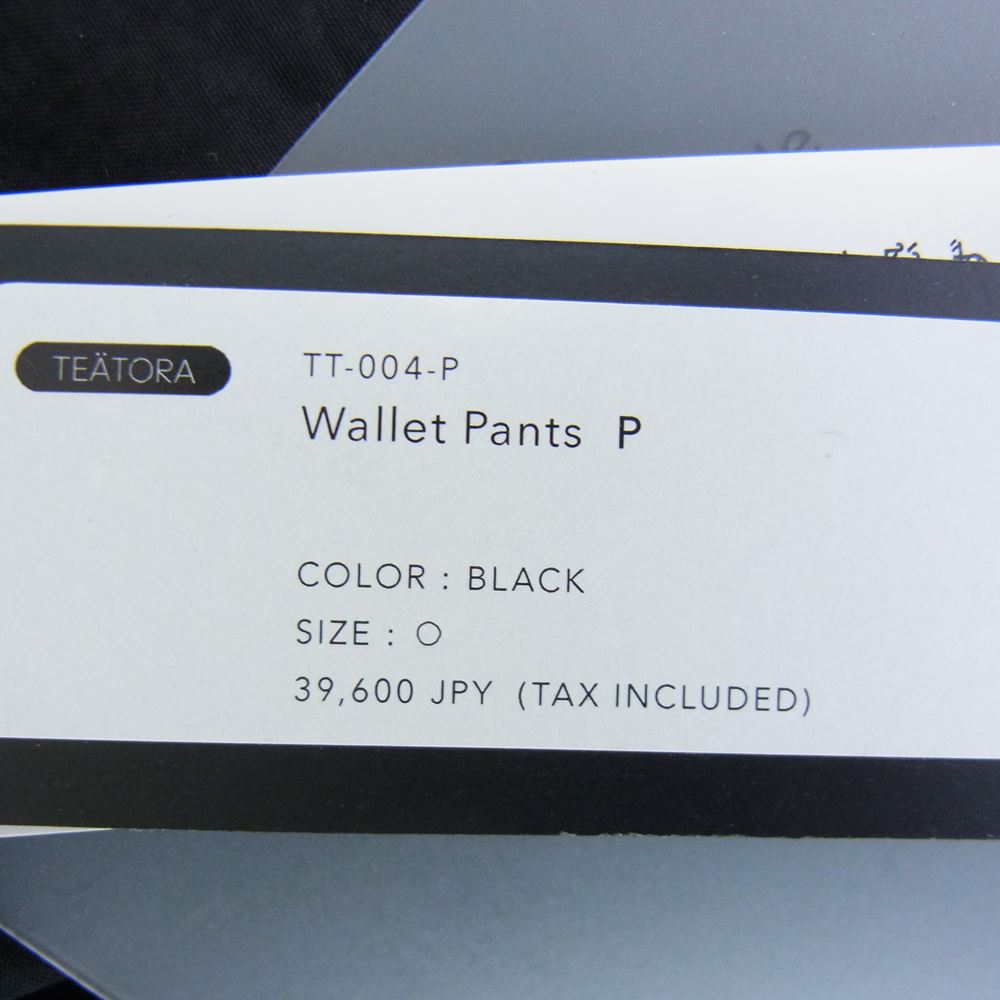 TEÄTORA
TT-004-P
Wallet Pants P
COLOR : BLACK
SIZE : ○
39,600 JPY (TAX INCLUDED)